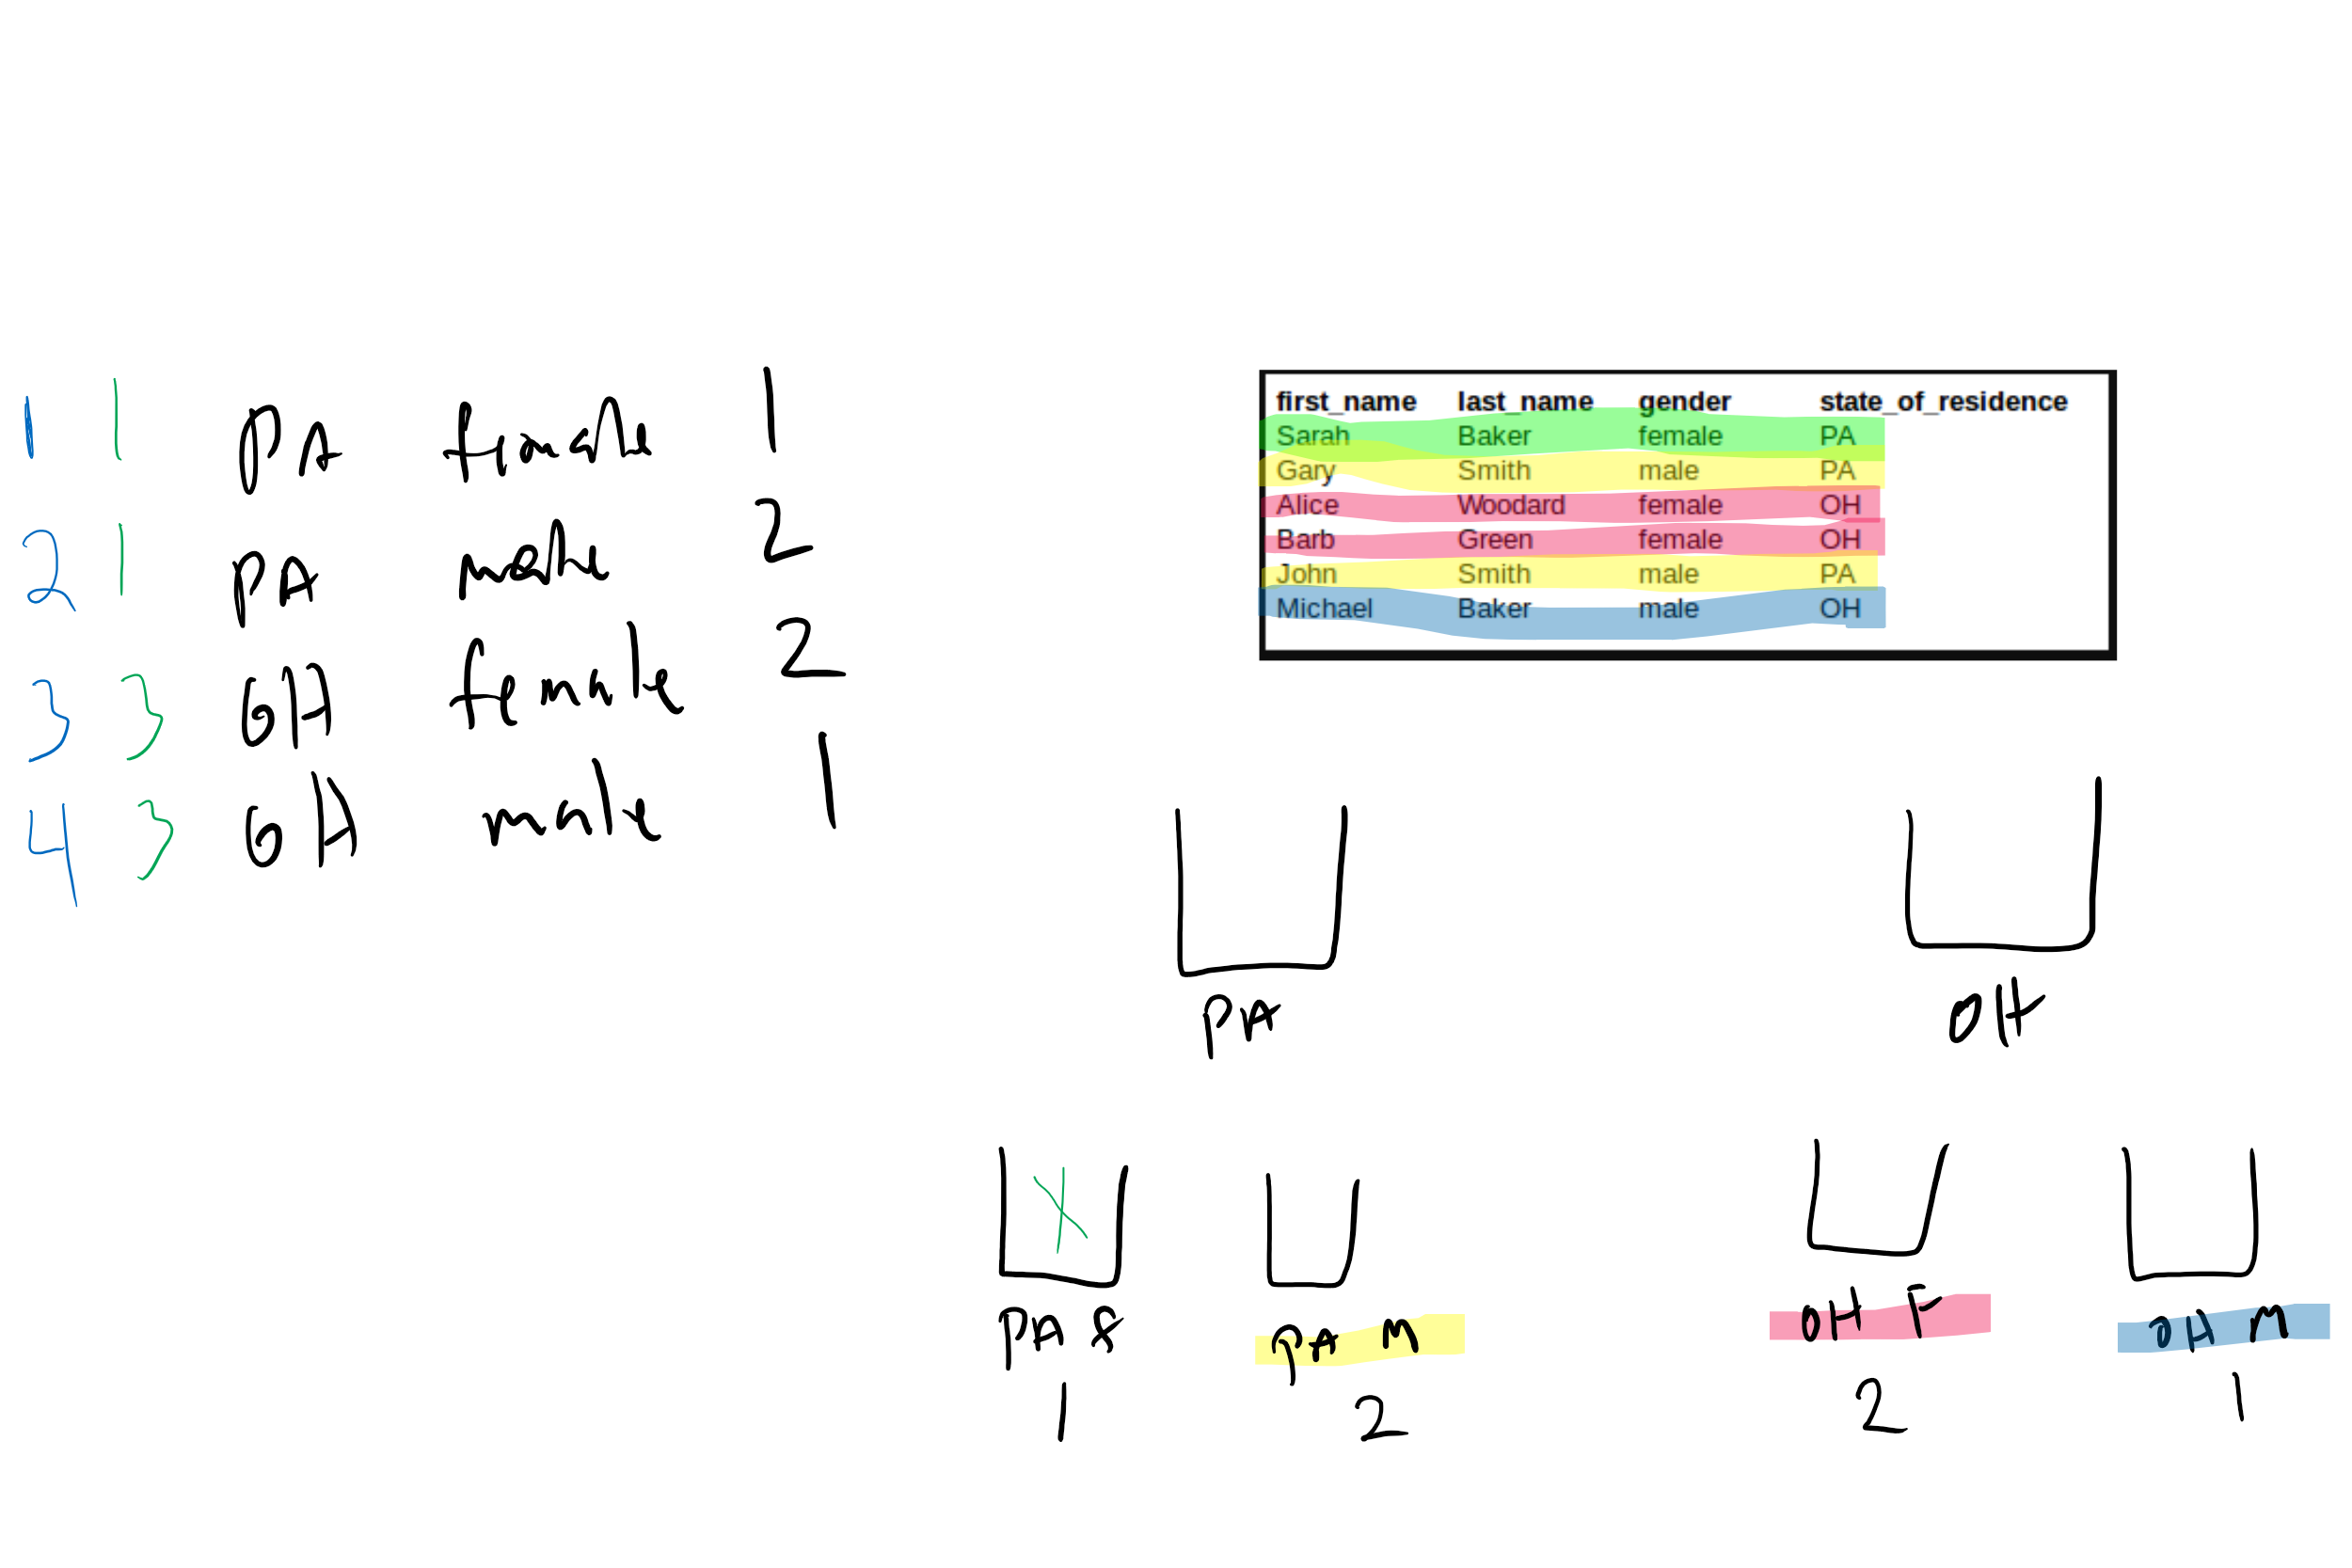 1 1 PA female 1
2 1 PA male 2
3 3 OH female 2
4 3 OH male 1
first_name last_name gender state_of_residence
Sarah Baker female PA
Gary Smith male PA
Alice Woodard female OH
Barb Green female OH
John Smith male PA
Michael Baker male OH
PA OH
X
PA F PA M OH F OH M
1 2 2 1